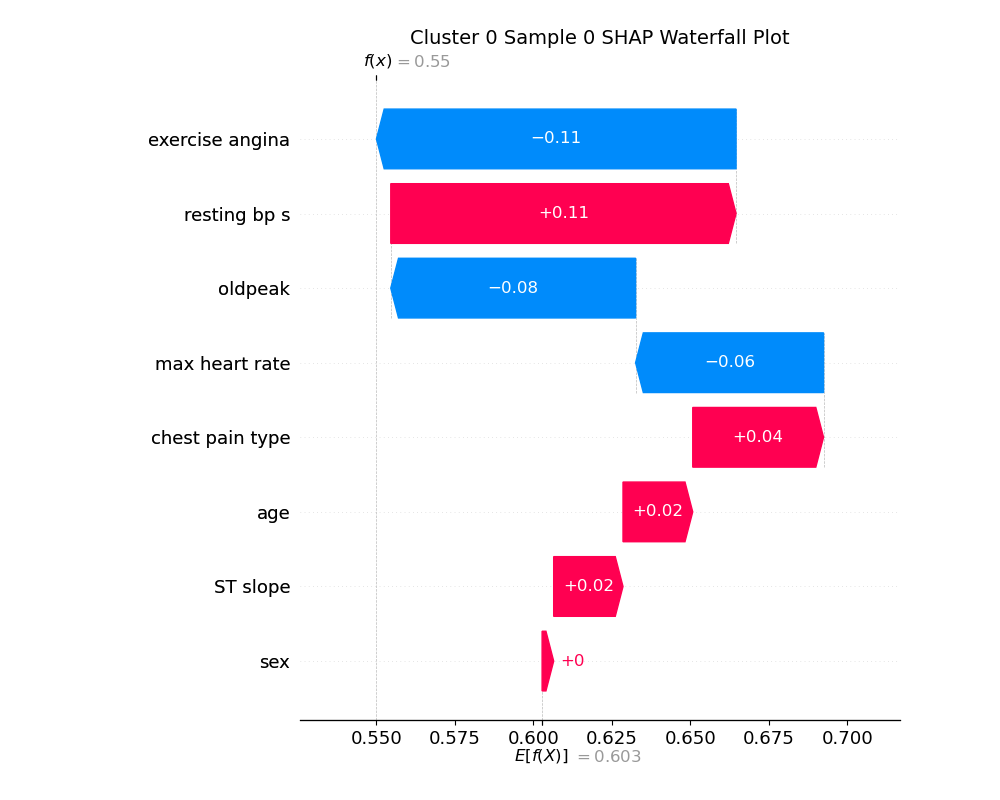 Cluster 0 Sample 0 SHAP Waterfall Plot
f(x) = 0.55
exercise angina −0.11
resting bp s +0.11
oldpeak −0.08
max heart rate −0.06
chest pain type +0.04
age +0.02
ST slope +0.02
sex +0
0.550 0.575 0.600 0.625 0.650 0.675 0.700
E[f(X)] = 0.603